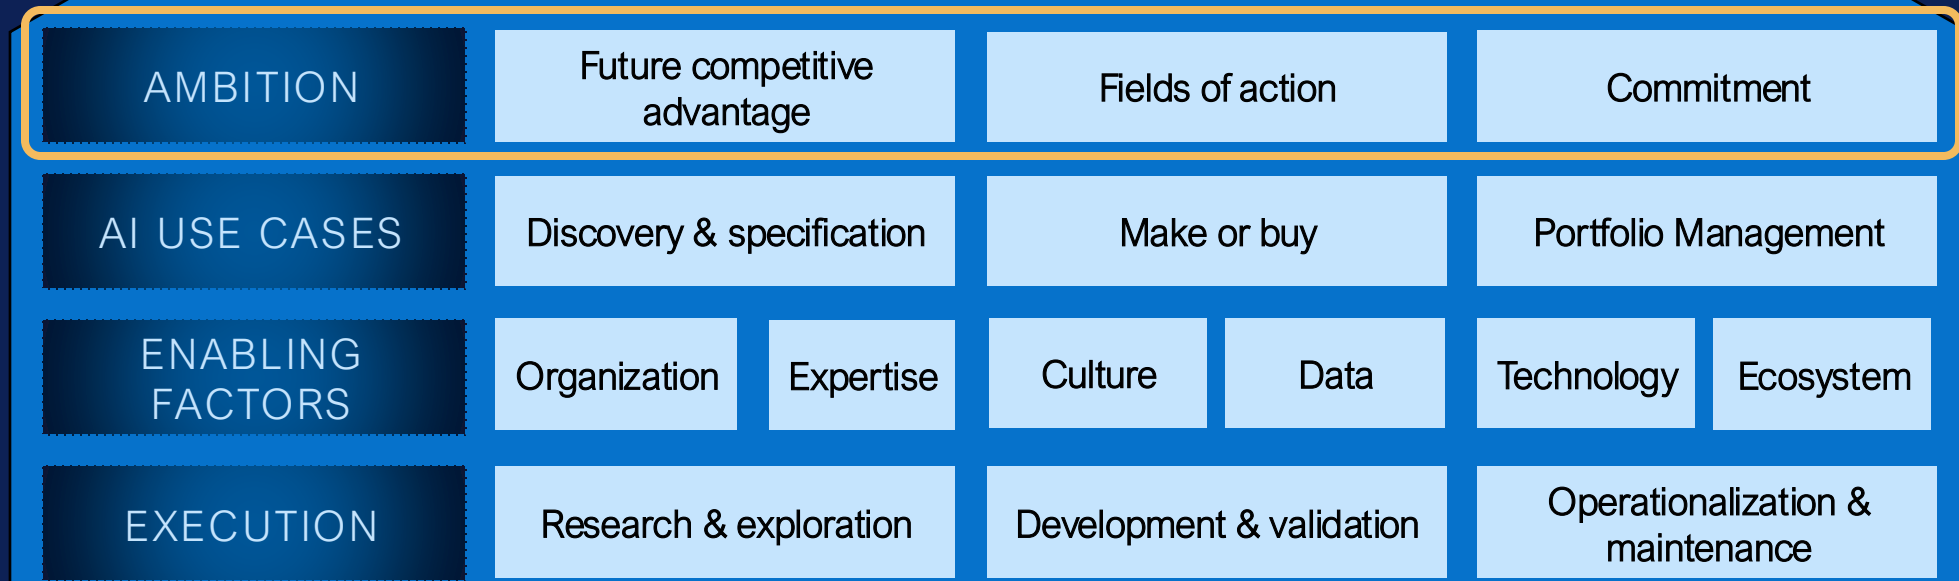 AMBITION
Future competitive
advantage
Fields of action
Commitment
AI USE CASES
Discovery & specification
Make or buy
Portfolio Management
ENABLING
FACTORS
Organization
Expertise
Culture
Data
Technology
Ecosystem
EXECUTION
Research & exploration
Development & validation
Operationalization &
maintenance